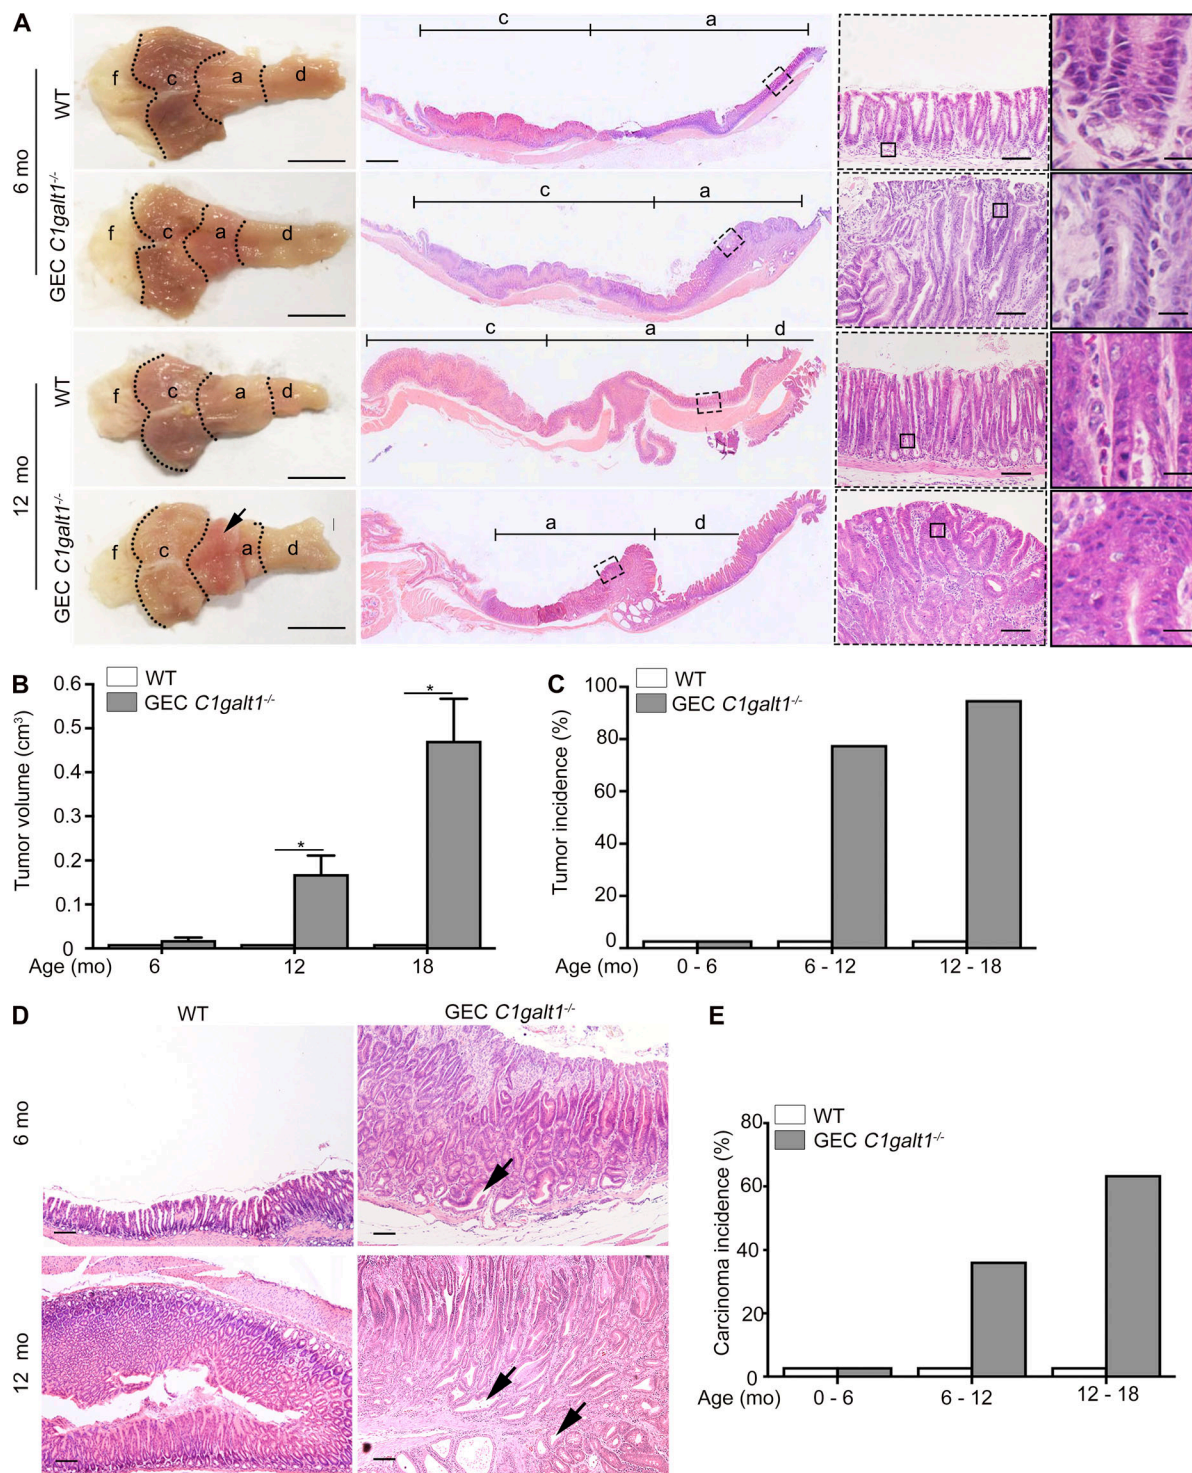 A
6 mo
12 mo
WT
GEC C1galt1-/-
WT
GEC C1galt1-/-
f c a d
c a
f c a d
c a
f c a d
c a d
f c a d
a d
B
WT
GEC C1galt1-/-
Tumor volume (cm³)
0.6
0.5
0.4
0.3
0.2
0.1
0
*
*
Age (mo) 6 12 18
C
WT
GEC C1galt1-/-
Tumor incidence (%)
100
80
60
40
20
0
Age (mo) 0 - 6 6 - 12 12 - 18
D
WT GEC C1galt1-/-
6 mo
12 mo
E
WT
GEC C1galt1-/-
Carcinoma incidence (%)
80
60
40
20
0
Age (mo) 0 - 6 6 - 12 12 - 18